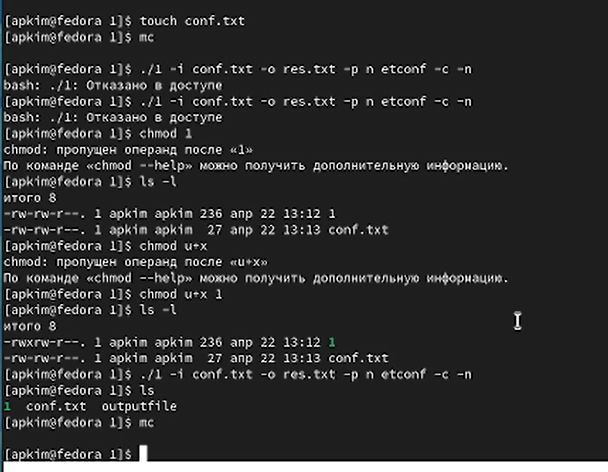 [apkim@fedora 1]$ touch conf.txt
[apkim@fedora 1]$ mc
[apkim@fedora 1]$ ./1 -i conf.txt -o res.txt -p n etconf -c -n
bash: ./1: Отказано в доступе
[apkim@fedora 1]$ ./1 -i conf.txt -o res.txt -p n etconf -c -n
bash: ./1: Отказано в доступе
[apkim@fedora 1]$ chmod 1
chmod: пропущен операнд после «1»
По команде «chmod --help» можно получить дополнительную информацию.
[apkim@fedora 1]$ ls -l
итого 8
-rw-rw-r--. 1 apkim apkim 236 апр 22 13:12 1
-rw-rw-r--. 1 apkim apkim  27 апр 22 13:13 conf.txt
[apkim@fedora 1]$ chmod u+x
chmod: пропущен операнд после «u+x»
По команде «chmod --help» можно получить дополнительную информацию.
[apkim@fedora 1]$ chmod u+x 1
[apkim@fedora 1]$ ls -l
итого 8
-rwxrw-r--. 1 apkim apkim 236 апр 22 13:12 1
-rw-rw-r--. 1 apkim apkim  27 апр 22 13:13 conf.txt
[apkim@fedora 1]$ ./1 -i conf.txt -o res.txt -p n etconf -c -n
[apkim@fedora 1]$ ls
1  conf.txt  outputfile
[apkim@fedora 1]$ mc
[apkim@fedora 1]$